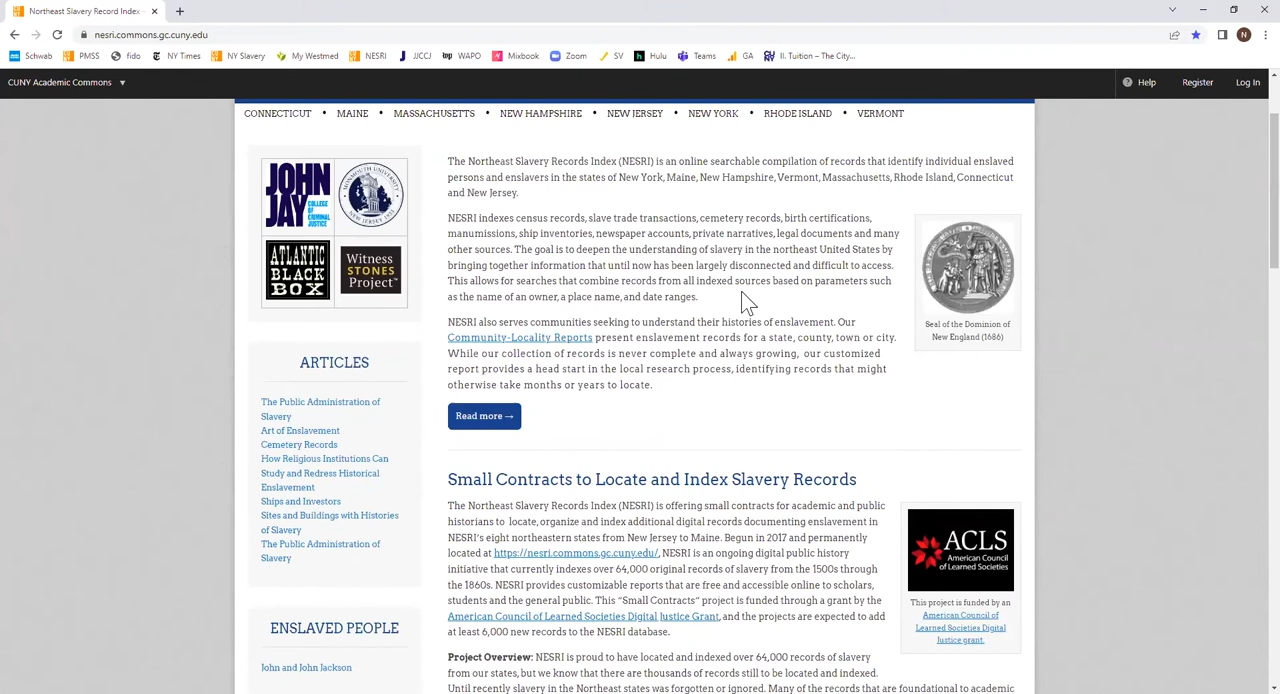 Northeast Slavery Record Index -
nesri.commons.gc.cuny.edu
N
Schwab PMSS fido NY Times NY Slavery My Westmed NESRI JJCCJ WAPO Mixbook Zoom SV Hulu Teams GA II. Tuition – The City...
CUNY Academic Commons
Help Register Log In
CONNECTICUT • MAINE • MASSACHUSETTS • NEW HAMPSHIRE • NEW JERSEY • NEW YORK • RHODE ISLAND • VERMONT
JOHN
JAY
COLLEGE OF
CRIMINAL
JUSTICE
MONMOUTH UNIVERSITY
NEW JERSEY 1933
ATLANTIC
BLACK
BOX
Witness
STONES
Project
ARTICLES
The Public Administration of
Slavery
Art of Enslavement
Cemetery Records
How Religious Institutions Can
Study and Redress Historical
Enslavement
Ships and Investors
Sites and Buildings with Histories
of Slavery
The Public Administration of
Slavery
ENSLAVED PEOPLE
John and John Jackson
The Northeast Slavery Records Index (NESRI) is an online searchable compilation of records that identify individual enslaved
persons and enslavers in the states of New York, Maine, New Hampshire, Vermont, Massachusetts, Rhode Island, Connecticut
and New Jersey.
NESRI indexes census records, slave trade transactions, cemetery records, birth certifications,
manumissions, ship inventories, newspaper accounts, private narratives, legal documents and many
other sources. The goal is to deepen the understanding of slavery in the northeast United States by
bringing together information that until now has been largely disconnected and difficult to access.
This allows for searches that combine records from all indexed sources based on parameters such
as the name of an owner, a place name, and date ranges.
Seal of the Dominion of
New England (1686)
NESRI also serves communities seeking to understand their histories of enslavement. Our
Community-Locality Reports present enslavement records for a state, county, town or city.
While our collection of records is never complete and always growing, our customized
report provides a head start in the local research process, identifying records that might
otherwise take months or years to locate.
Read more →
Small Contracts to Locate and Index Slavery Records
The Northeast Slavery Records Index (NESRI) is offering small contracts for academic and public
historians to locate, organize and index additional digital records documenting enslavement in
NESRI's eight northeastern states from New Jersey to Maine. Begun in 2017 and permanently
located at https://nesri.commons.gc.cuny.edu/, NESRI is an ongoing digital public history
initiative that currently indexes over 64,000 original records of slavery from the 1500s through
the 1860s. NESRI provides customizable reports that are free and accessible online to scholars,
students and the general public. This "Small Contracts" project is funded through a grant by the
American Council of Learned Societies Digital Justice Grant, and the projects are expected to add
at least 6,000 new records to the NESRI database.
ACLS
American Council
of Learned Societies
This project is funded by an
American Council of
Learned Societies Digital
Justice grant.
Project Overview: NESRI is proud to have located and indexed over 64,000 records of slavery
from our states, but we know that there are thousands of records still to be located and indexed.
Until recently slavery in the Northeast states was forgotten or ignored. Many of the records that are foundational to academic